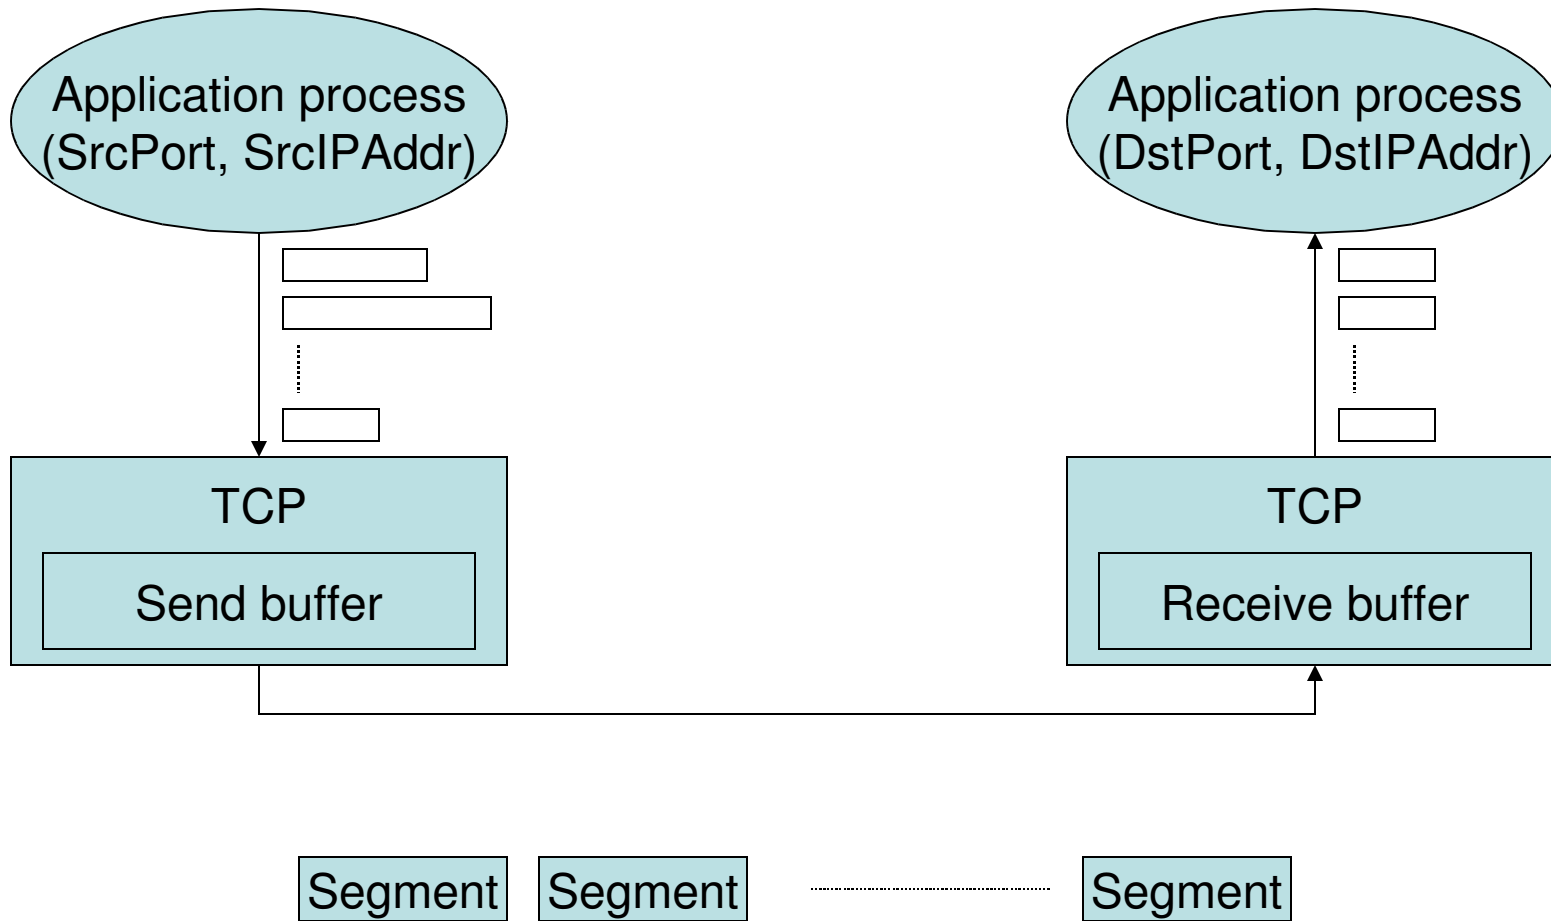 Application process
(SrcPort, SrcIPAddr)
Application process
(DstPort, DstIPAddr)
TCP
Send buffer
TCP
Receive buffer
Segment
Segment
Segment